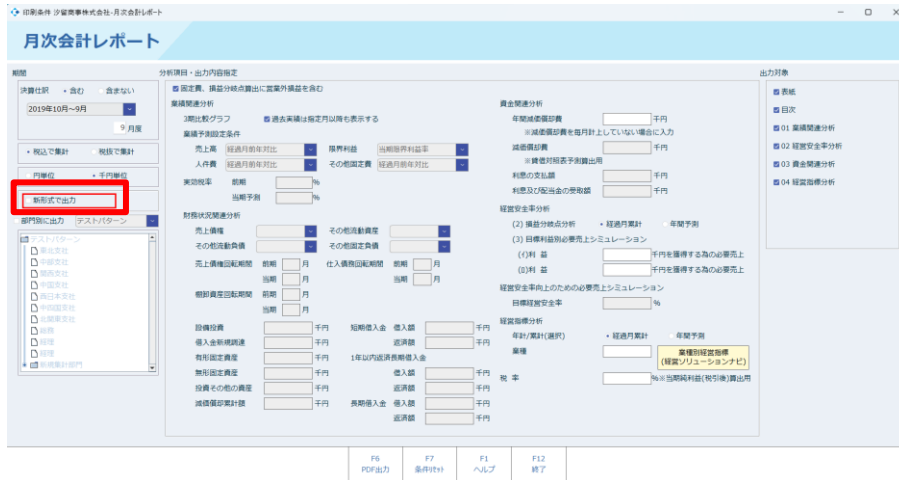 印刷条件 汐留商事株式会社-月次会計レポート
月次会計レポート
期間
決算仕訳 含む 含まない
2019年10月~9月
9 月度
税込で集計 税抜で集計
円単位 千円単位
新形式で出力
部門別に出力 テストパターン
テストパターン
東北支社
中部支社
関西支社
中国支社
西日本支社
中四国支社
北関東支社
総務
経理
経理
新規集計部門
分析項目・出力内容指定
固定費、損益分岐点算出に営業外損益を含む
業績関連分析
3期比較グラフ 過去実績は指定月以降も表示する
業績予測設定条件
売上高 経過月前年対比 限界利益 当期限界利益率
人件費 経過月前年対比 その他固定費 経過月前年対比
実効税率 前期 %
当期予測 %
財務状況関連分析
売上債権 その他流動資産
その他流動負債 その他固定負債
売上債権回転期間 前期 月 仕入債務回転期間 前期 月
当期 月 当期 月
棚卸資産回転期間 前期 月
当期 月
設備投資 千円 短期借入金 借入額 千円
借入金新規調達 千円 返済額 千円
有形固定資産 千円 1年以内返済長期借入金
無形固定資産 千円 借入額 千円
投資その他の資産 千円 返済額 千円
減価償却累計額 千円 長期借入金 借入額 千円
返済額 千円
資金関連分析
年間減価償却費 千円
※減価償却費を毎月計上していない場合に入力
減価償却費 千円
※貸借対照表予測算出用
利息の支払額 千円
利息及び配当金の受取額 千円
経営安全率分析
(2) 損益分岐点分析 経過月累計 年間予測
(3) 目標利益別必要売上シミュレーション
(イ)利 益 千円を獲得する為の必要売上
(ロ)利 益 千円を獲得する為の必要売上
経営安全率向上のための必要売上シミュレーション
目標経営安全率 %
経営指標分析
年計/累計(選択) 経過月累計 年間予測
業種 業種別経営指標
(経営ソリューションナビ)
税 率 %※当期純利益(税引後)算出用
出力対象
表紙
目次
01 業績関連分析
02 経営安全率分析
03 資金関連分析
04 経営指標分析
F6 F7 F1 F12
PDF出力 条件リセット ヘルプ 終了